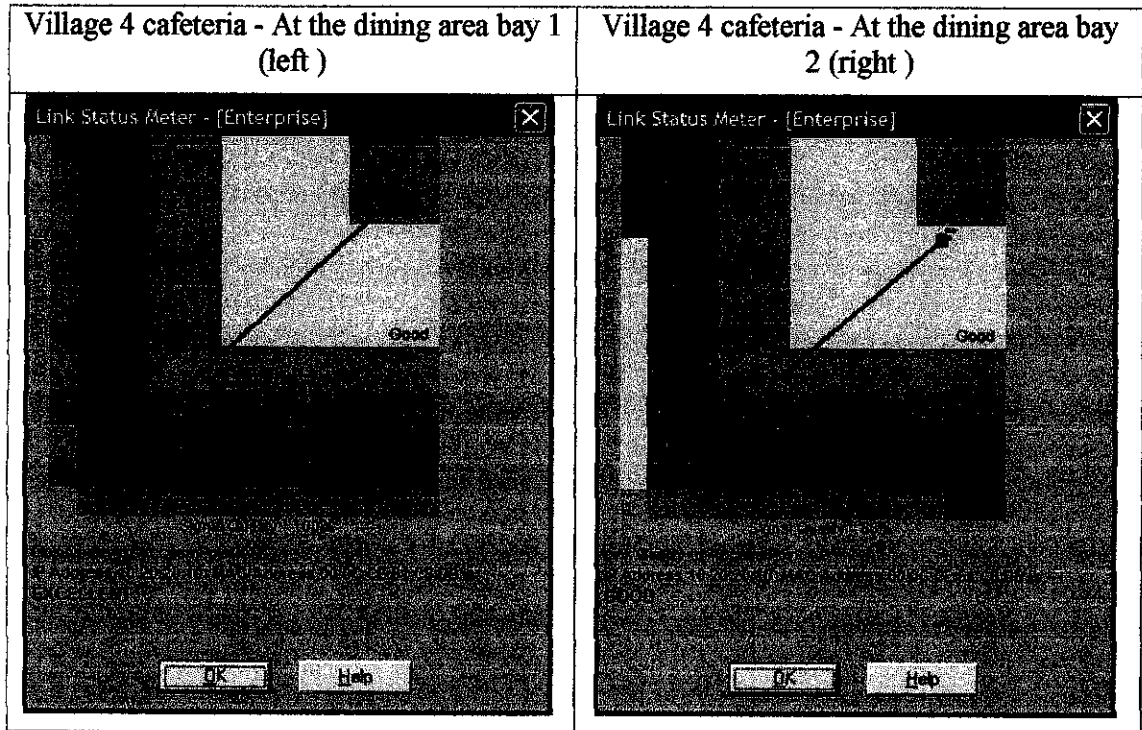 Village 4 cafeteria - At the dining area bay 1
(left )
Village 4 cafeteria - At the dining area bay
2 (right )
Link Status Meter - [Enterprise]
Good
OK
Help
Link Status Meter - [Enterprise]
Good
OK
Help